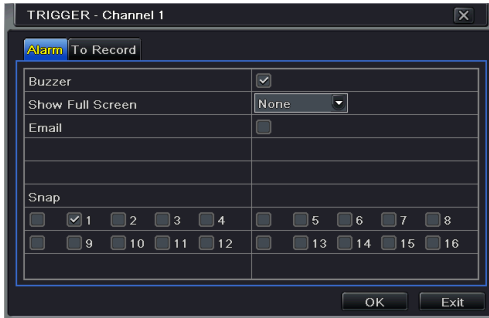 TRIGGER - Channel 1
Alarm To Record
Buzzer
Show Full Screen None
Email
Snap
1 2 3 4 5 6 7 8
9 10 11 12 13 14 15 16
OK Exit